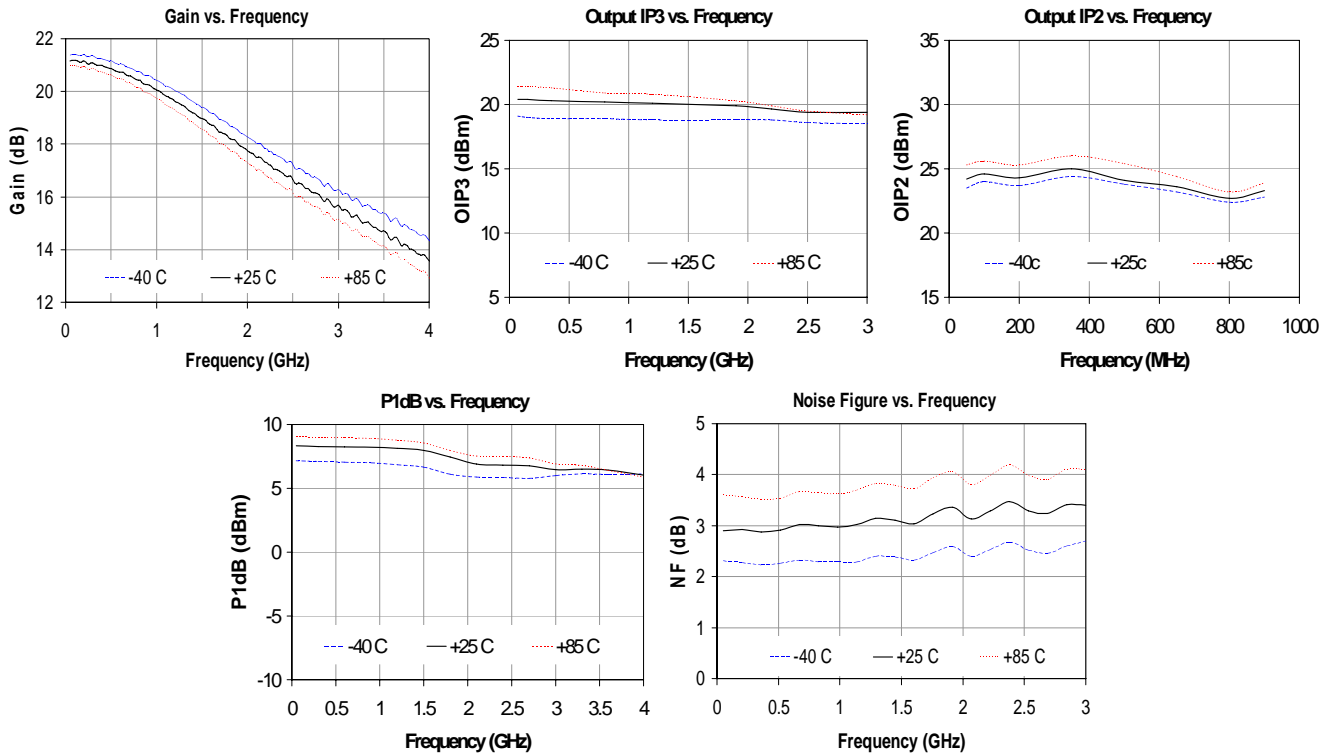 Gain vs. Frequency
22
20
18
16
14
12
Gain (dB)
-40 C +25 C +85 C
0 1 2 3 4
Frequency (GHz)
Output IP3 vs. Frequency
25
20
15
10
5
OIP3 (dBm)
-40 C +25 C +85 C
0 0.5 1 1.5 2 2.5 3
Frequency (GHz)
Output IP2 vs. Frequency
35
30
25
20
15
OIP2 (dBm)
-40c +25c +85c
0 200 400 600 800 1000
Frequency (MHz)
P1dB vs. Frequency
10
5
0
-5
-10
P1dB (dBm)
-40 C +25 C +85 C
0 0.5 1 1.5 2 2.5 3 3.5 4
Frequency (GHz)
Noise Figure vs. Frequency
5
4
3
2
1
0
NF (dB)
-40 C +25 C +85 C
0 0.5 1 1.5 2 2.5 3
Frequency (GHz)